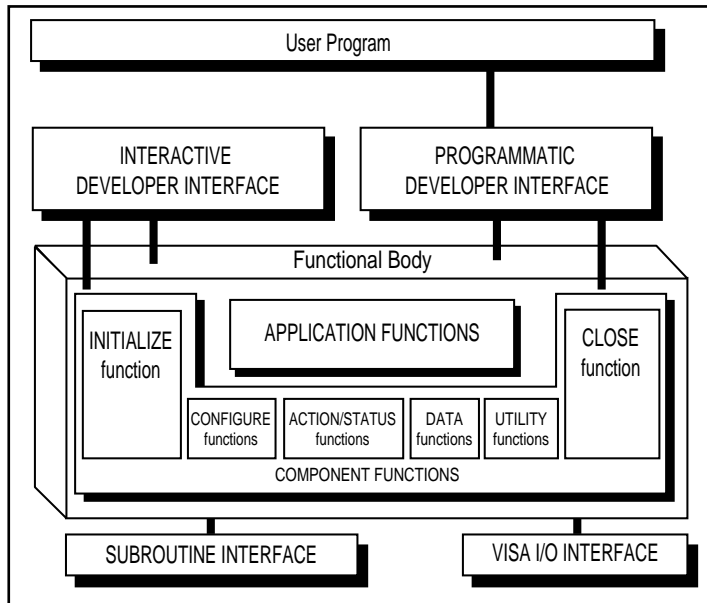 User Program
INTERACTIVE
DEVELOPER INTERFACE
PROGRAMMATIC
DEVELOPER INTERFACE
Functional Body
INITIALIZE
function
APPLICATION FUNCTIONS
CLOSE
function
CONFIGURE
functions
ACTION/STATUS
functions
DATA
functions
UTILITY
functions
COMPONENT FUNCTIONS
SUBROUTINE INTERFACE
VISA I/O INTERFACE